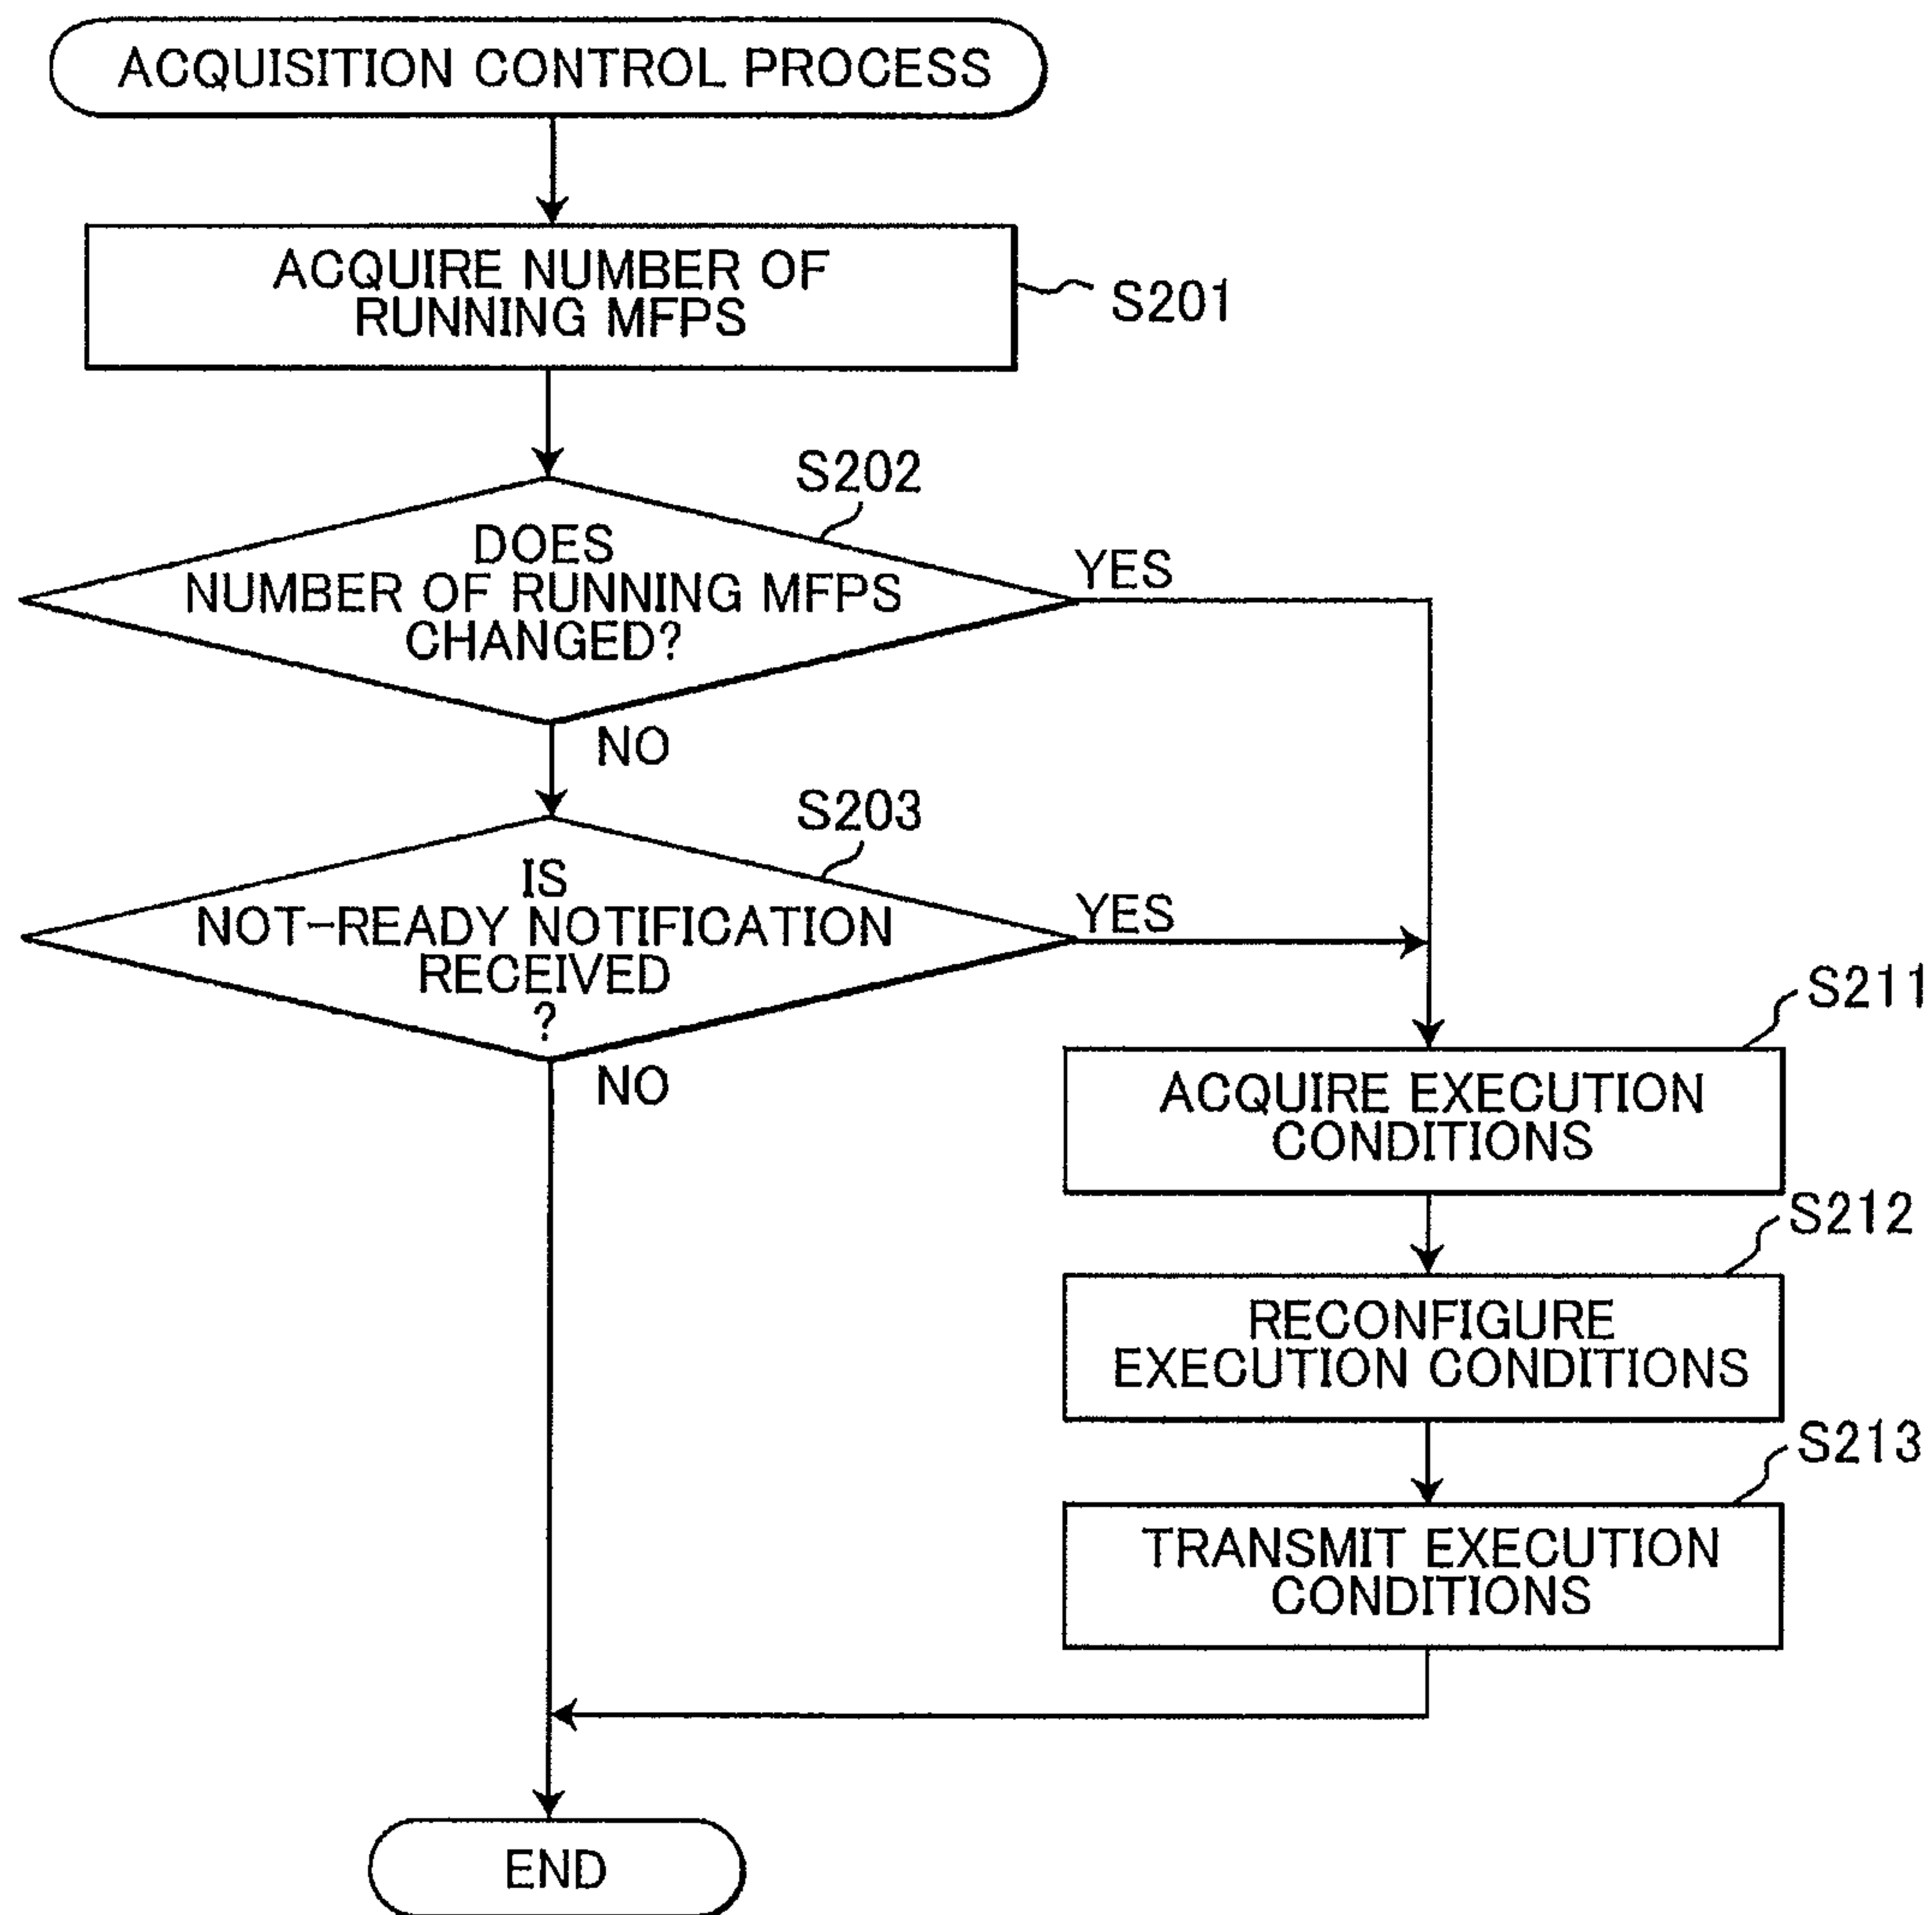 ACQUISITION CONTROL PROCESS
ACQUIRE NUMBER OF
RUNNING MFPS
S201
S202
DOES
NUMBER OF RUNNING MFPS
CHANGED?
YES
NO
S203
IS
NOT-READY NOTIFICATION
RECEIVED
?
YES
NO
S211
ACQUIRE EXECUTION
CONDITIONS
S212
RECONFIGURE
EXECUTION CONDITIONS
S213
TRANSMIT EXECUTION
CONDITIONS
END